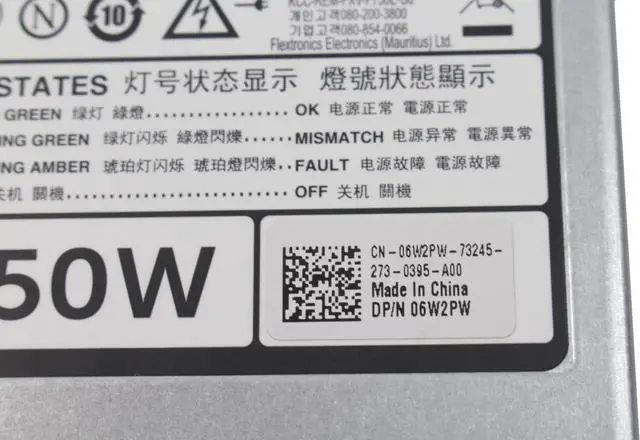 10
개인고객080-200-3800
기업고객080-854-0066
Flextronics Electronics (Mauritius) Ltd.
STATES 灯号状态显示 燈號狀態顯示
GREEN 绿灯 綠燈 ................ OK 电源正常 電源正常
NG GREEN 绿灯闪烁 綠燈閃爍 ....... MISMATCH 电源异常 電源異常
NG AMBER 琥珀灯闪烁 琥珀燈閃爍 .. FAULT 电源故障 電源故障
关机 關機 ........................ OFF 关机 關機
50W
CN-06W2PW-73245-
273-0395-A00
Made In China
DP/N 06W2PW